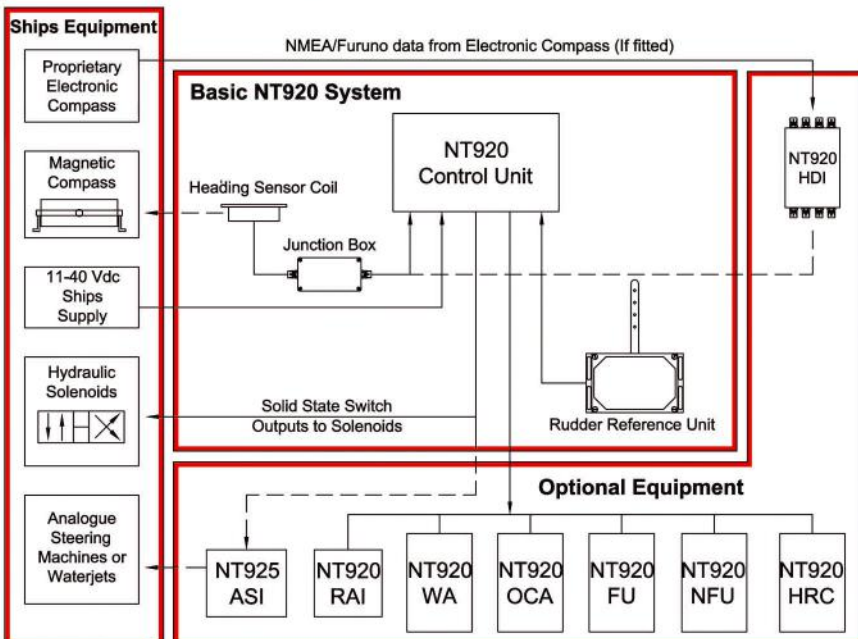 Ships Equipment
Proprietary
Electronic
Compass
Magnetic
Compass
11-40 Vdc
Ships
Supply
Hydraulic
Solenoids
Analogue
Steering
Machines or
Waterjets
NMEA/Furuno data from Electronic Compass (If fitted)
Basic NT920 System
NT920
Control Unit
Heading Sensor Coil
Junction Box
Rudder Reference Unit
Solid State Switch
Outputs to Solenoids
NT920
HDI
Optional Equipment
NT925
ASI
NT920
RAI
NT920
WA
NT920
OCA
NT920
FU
NT920
NFU
NT920
HRC